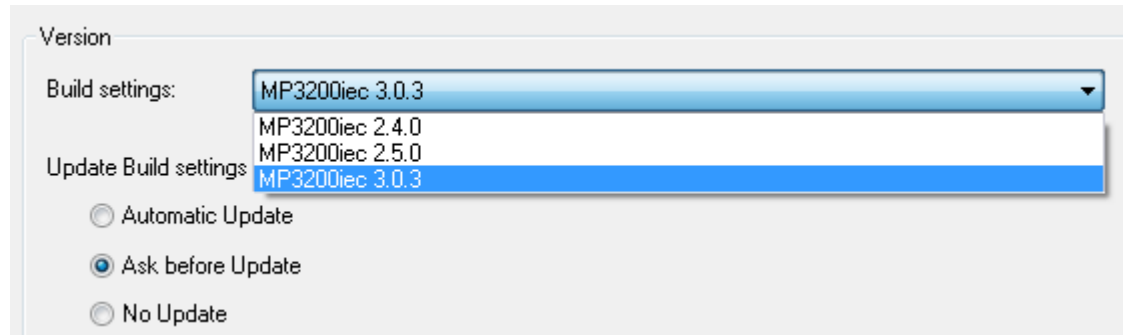 Version
Build settings:
MP3200iec 3.0.3
MP3200iec 2.4.0
MP3200iec 2.5.0
MP3200iec 3.0.3
Update Build settings
Automatic Update
Ask before Update
No Update